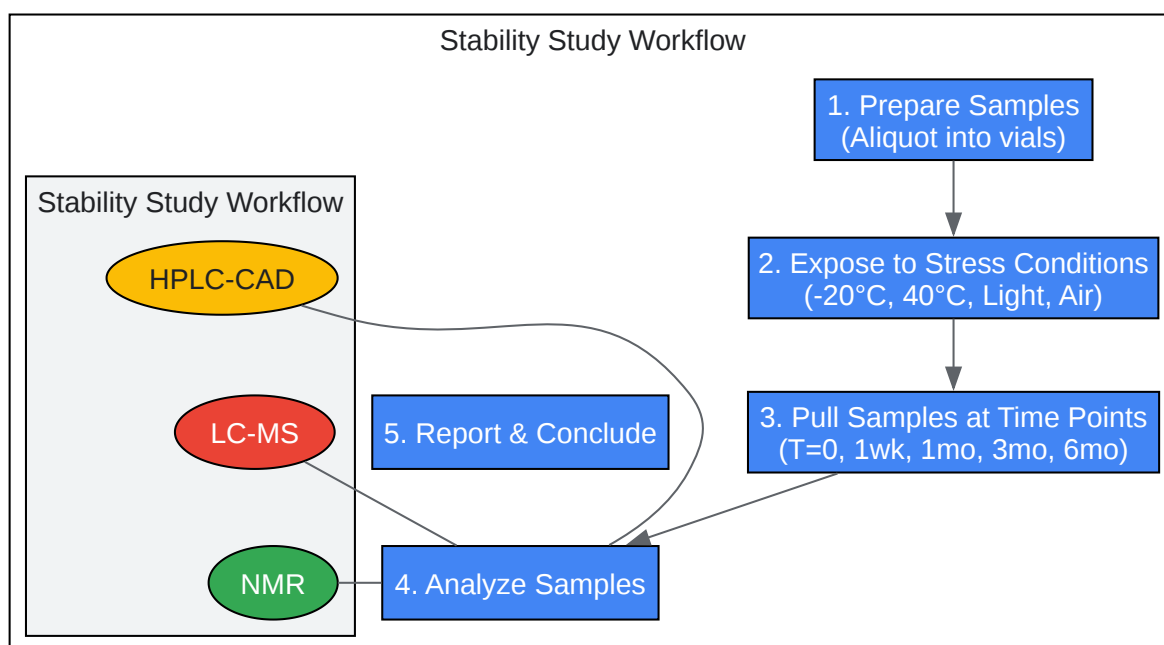 Stability Study Workflow
1. Prepare Samples
(Aliquot into vials)
Stability Study Workflow
HPLC-CAD
2. Expose to Stress Conditions
(-20°C, 40°C, Light, Air)
LC-MS
5. Report & Conclude
3. Pull Samples at Time Points
(T=0, 1wk, 1mo, 3mo, 6mo)
NMR
4. Analyze Samples